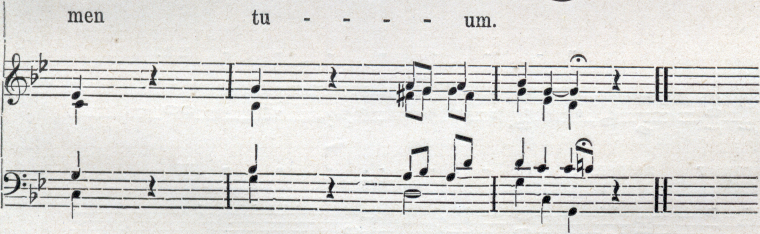 men tu - - - - um.